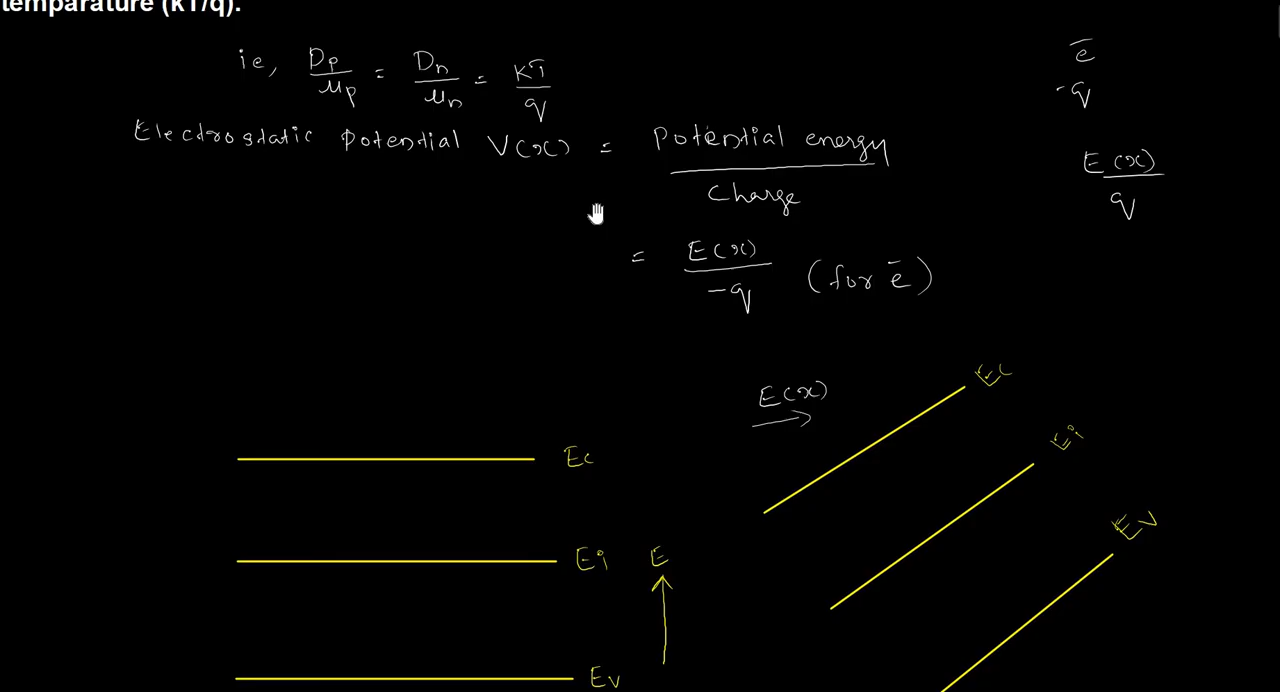 temparature (kT/q).
ie, Dp/μp = Dn/μn = KT/q
ē
-q
Electrostatic Potential V(x) = Potential energy / Charge
E(x)/q
= E(x)/-q (for ē)
E(x)
Ec
Ei
Ev
Ec
Ei
E
Ev